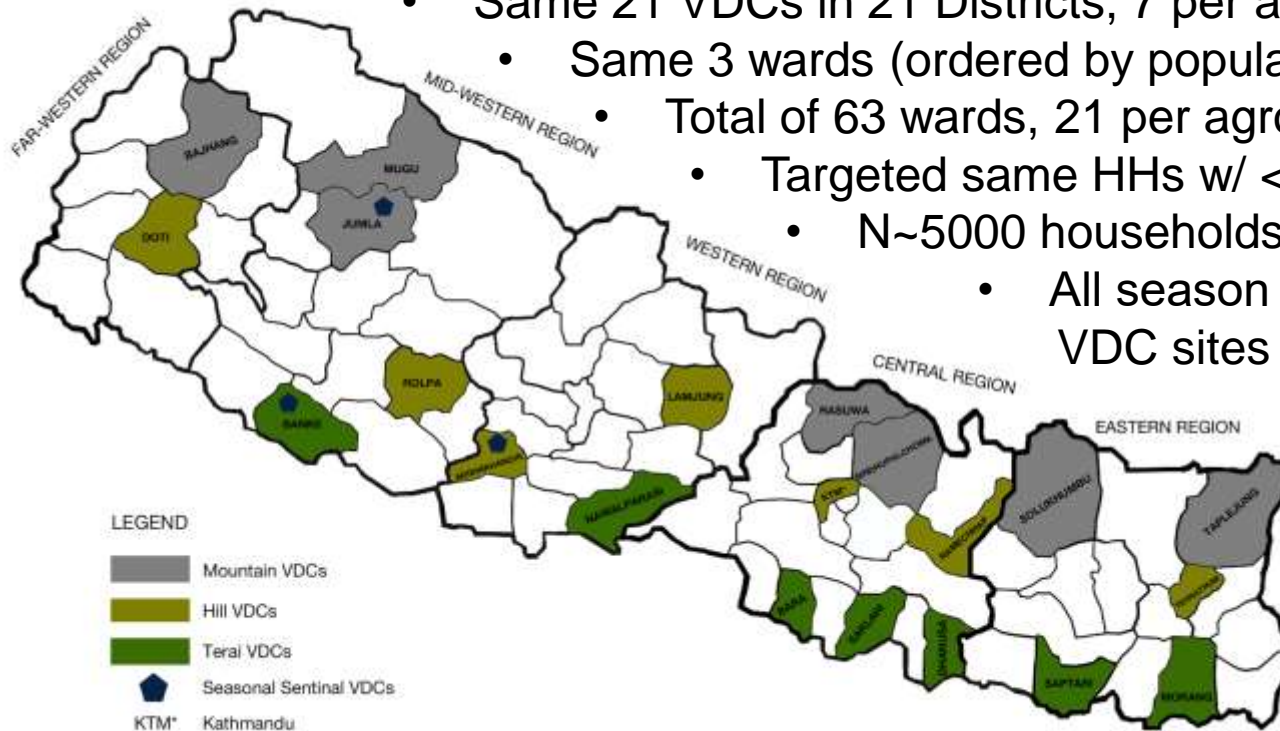 • Same 21 VDCs in 21 Districts, 7 per a
• Same 3 wards (ordered by popula
• Total of 63 wards, 21 per agro
• Targeted same HHs w/ <
• N~5000 households
• All season
VDC sites
FAR-WESTERN REGION
MID-WESTERN REGION
WESTERN REGION
CENTRAL REGION
EASTERN REGION
BAJHANG
MUGU
JUMLA
DOTI
ROLPA
LAMJUNG
BANKE
NAWALPARASI
RASUWA
KTM*
SOLUKHUMBU
TAPLEJUNG
BARA
SARLAHI
DHANUSA
SAPTARI
MORANG
LEGEND
Mountain VDCs
Hill VDCs
Terai VDCs
Seasonal Sentinal VDCs
KTM* Kathmandu